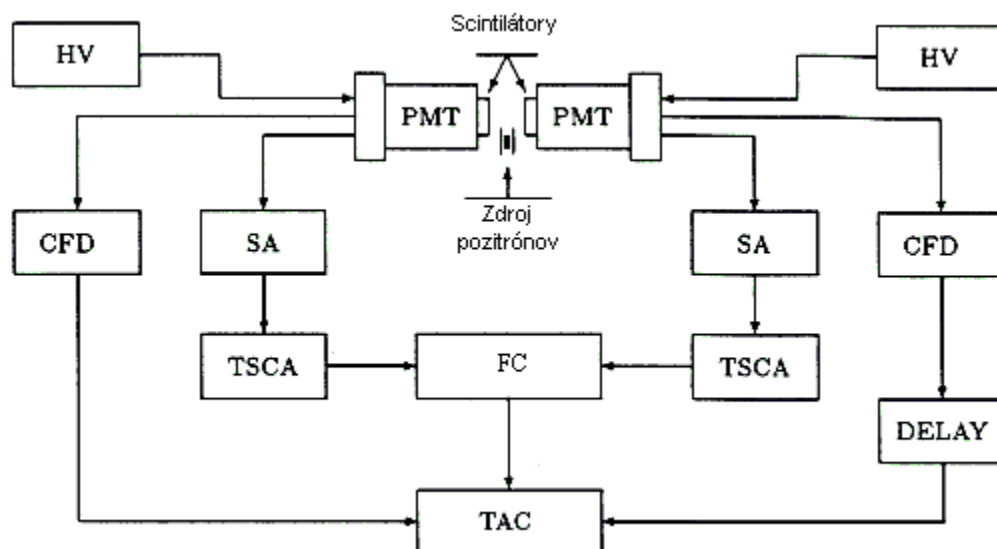 Scintilátory
HV
HV
PMT
PMT
Zdroj
pozitrónov
CFD
SA
SA
CFD
TSCA
FC
TSCA
DELAY
TAC